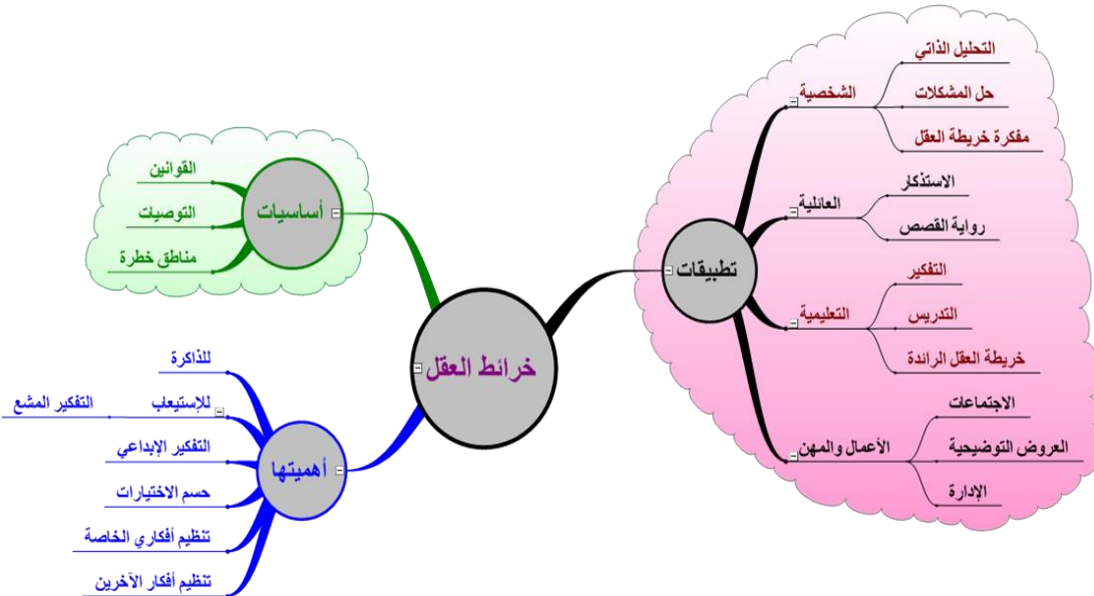 خرائط العقل
تطبيقات
الشخصية
التحليل الذاتي
حل المشكلات
مفكرة خريطة العقل
العائلية
الاستذكار
رواية القصص
التعليمية
التفكير
التدريس
خريطة العقل الرائدة
الأعمال والمهن
الاجتماعات
العروض التوضيحية
الإدارة
أساسيات
القوانين
التوصيات
مناطق خطرة
أهميتها
للذاكرة
للإستيعاب
التفكير المشع
التفكير الإبداعي
حسم الاختيارات
تنظيم أفكاري الخاصة
تنظيم أفكار الآخرين